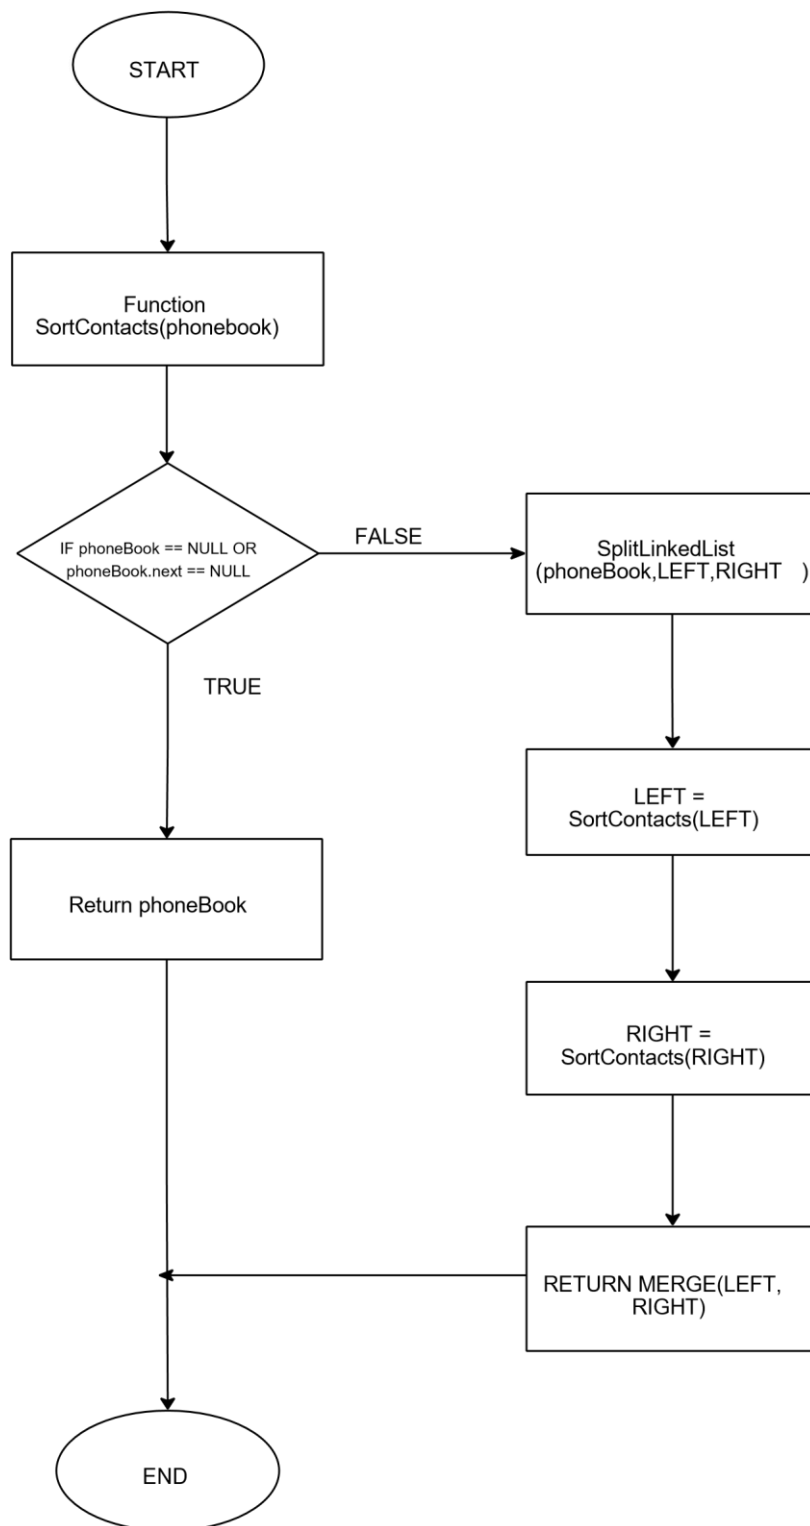 START
Function
SortContacts(phonebook)
IF phoneBook == NULL OR
phoneBook.next == NULL
FALSE
SplitLinkedList
(phoneBook,LEFT,RIGHT )
TRUE
LEFT =
SortContacts(LEFT)
Return phoneBook
RIGHT =
SortContacts(RIGHT)
RETURN MERGE(LEFT,
RIGHT)
END